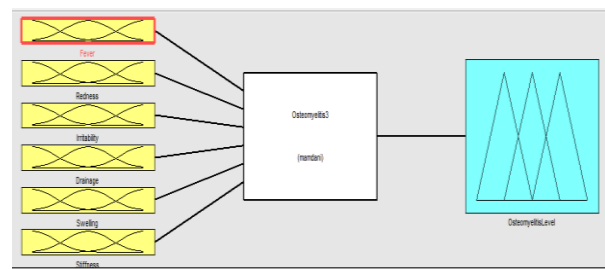 Fever
Redness
Irritability
Drainage
Swelling
Stiffness
Osteomyelitis3
(mamdani)
OsteomyelitisLevel